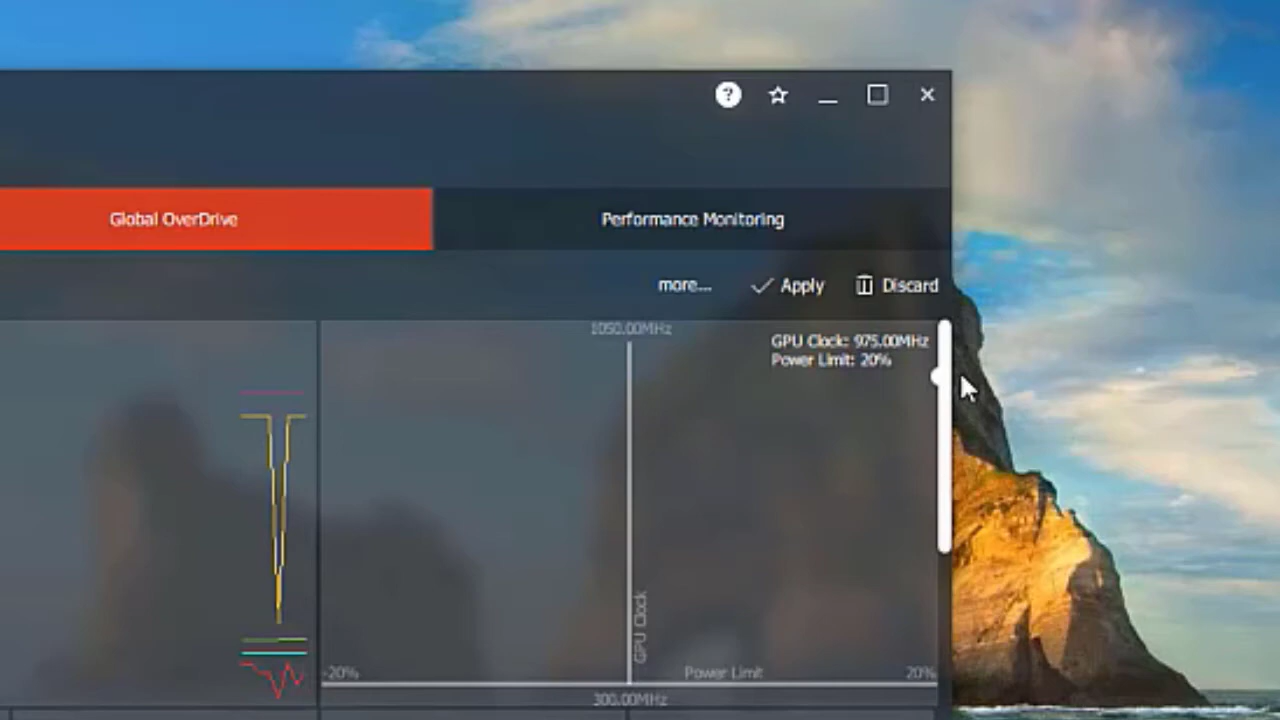 ?
Global OverDrive
Performance Monitoring
more...
Apply
Discard
1050.00MHz
GPU Clock: 975.00MHz
Power Limit: 20%
GPU Clock
-20%
Power Limit
20%
300.00MHz